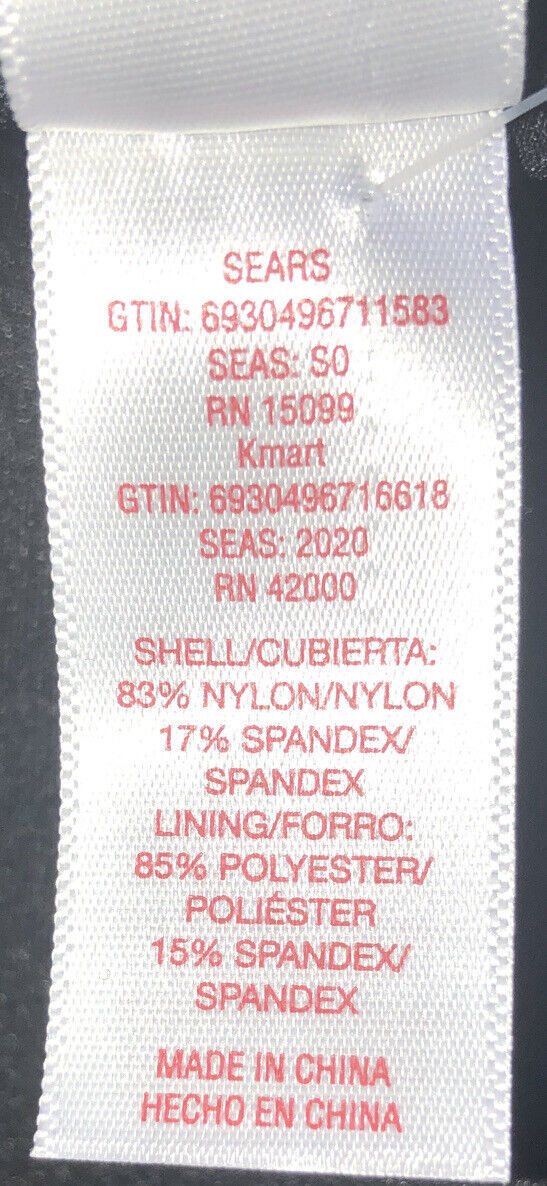 SEARS
GTIN: 6930496711583
SEAS: S0
RN 15099
Kmart
GTIN: 6930496716618
SEAS: 2020
RN 42000
SHELL/CUBIERTA:
83% NYLON/NYLON
17% SPANDEX/
SPANDEX
LINING/FORRO:
85% POLYESTER/
POLIÉSTER
15% SPANDEX/
SPANDEX
MADE IN CHINA
HECHO EN CHINA